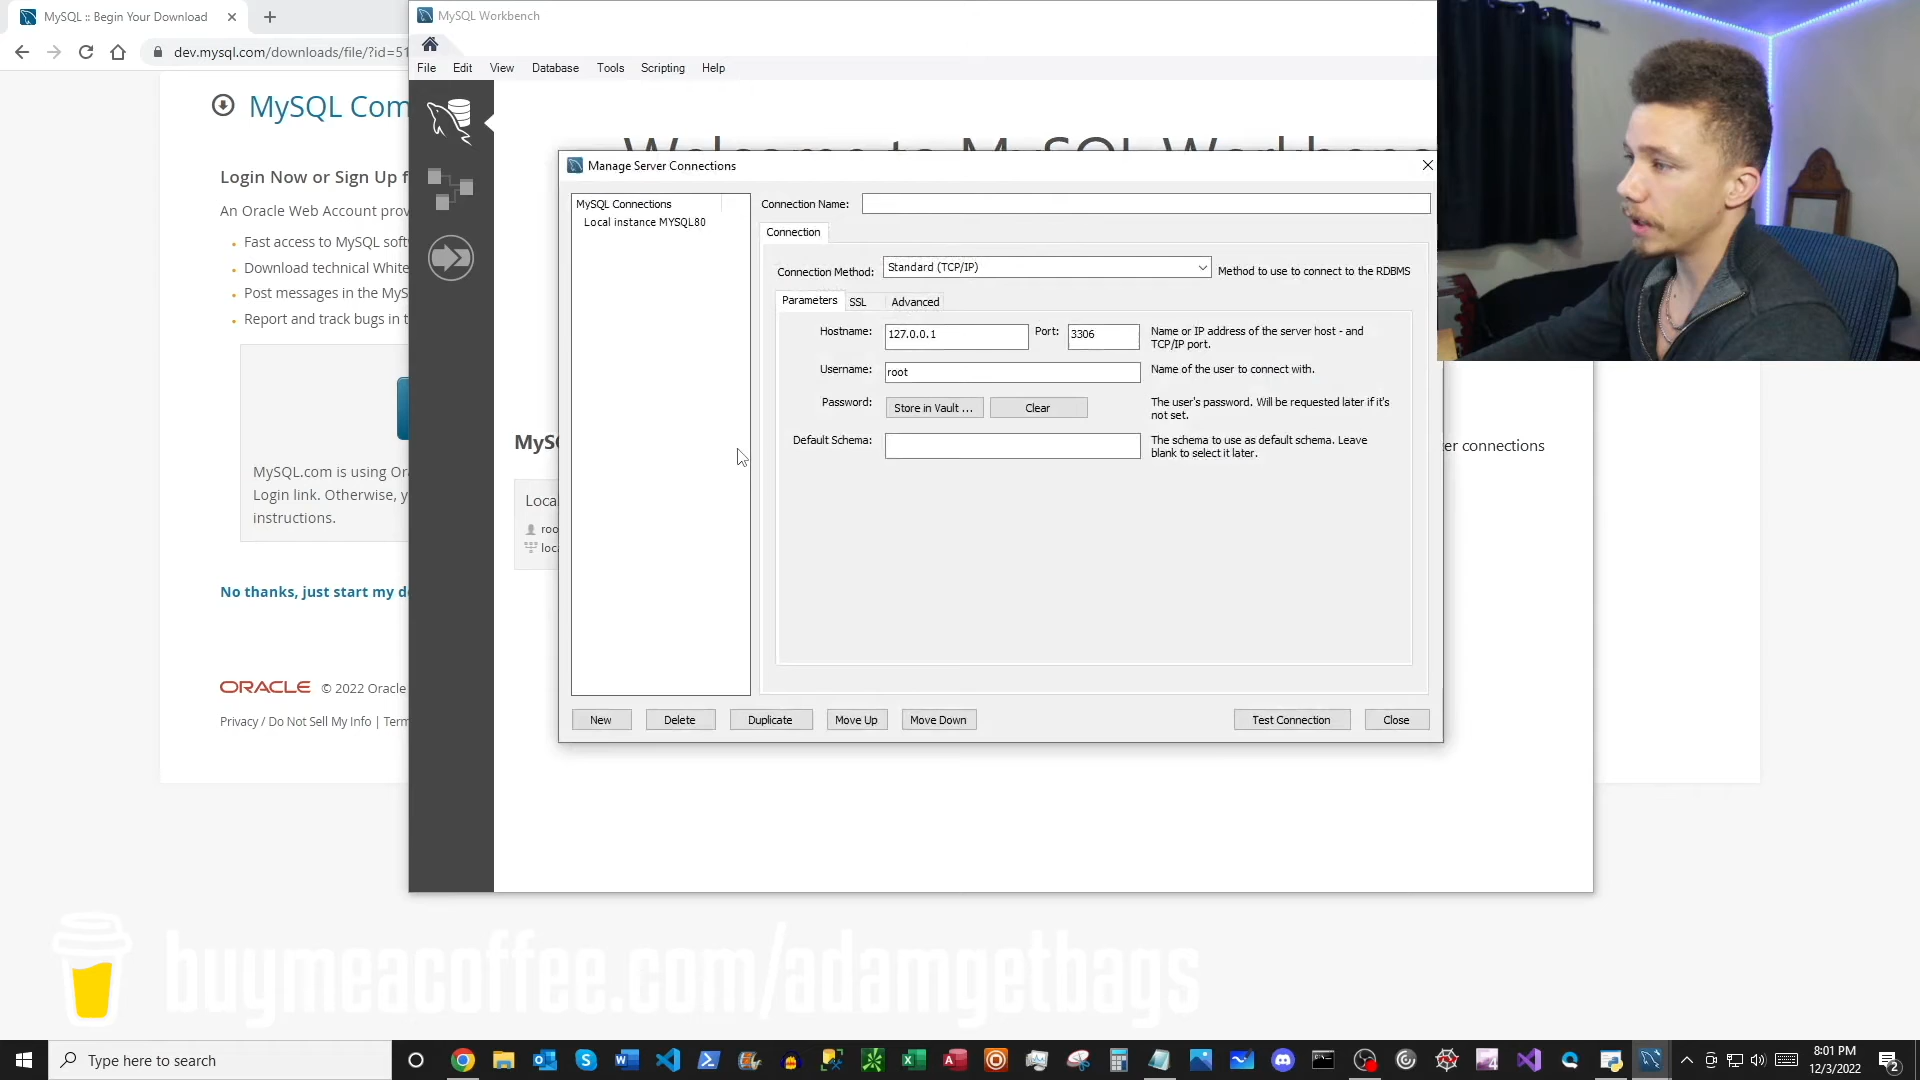 MySQL :: Begin Your Download
dev.mysql.com/downloads/file/?id=51
MySQL Com
Login Now or Sign Up f
An Oracle Web Account prov
Fast access to MySQL soft
Download technical White
Post messages in the MyS
Report and track bugs in t
MySQL.com is using Ora
Login link. Otherwise, y
instructions.
No thanks, just start my do
ORACLE © 2022 Oracle
Privacy / Do Not Sell My Info | Term
MySQL Workbench
File Edit View Database Tools Scripting Help
Welcome to MySQL Workbenc
MySQ
er connections
Loca
roo
loca
Manage Server Connections
MySQL Connections
Local instance MYSQL80
Connection Name:
Connection
Connection Method: Standard (TCP/IP) Method to use to connect to the RDBMS
Parameters SSL Advanced
Hostname: 127.0.0.1 Port: 3306 Name or IP address of the server host - and
TCP/IP port.
Username: root Name of the user to connect with.
Password: Store in Vault ... Clear The user's password. Will be requested later if it's
not set.
Default Schema: The schema to use as default schema. Leave
blank to select it later.
New Delete Duplicate Move Up Move Down Test Connection Close
buymeacoffee.com/adamgetbags
Type here to search
8:01 PM
12/3/2022
2